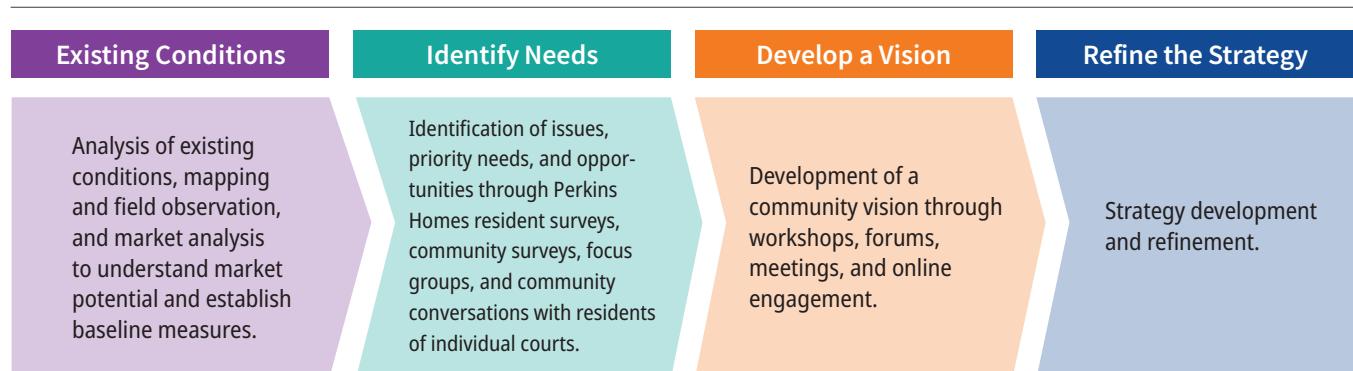 Existing Conditions
Analysis of existing
conditions, mapping
and field observation,
and market analysis
to understand market
potential and establish
baseline measures.
Identify Needs
Identification of issues,
priority needs, and oppor-
tunities through Perkins
Homes resident surveys,
community surveys, focus
groups, and community
conversations with residents
of individual courts.
Develop a Vision
Development of a
community vision through
workshops, forums,
meetings, and online
engagement.
Refine the Strategy
Strategy development
and refinement.